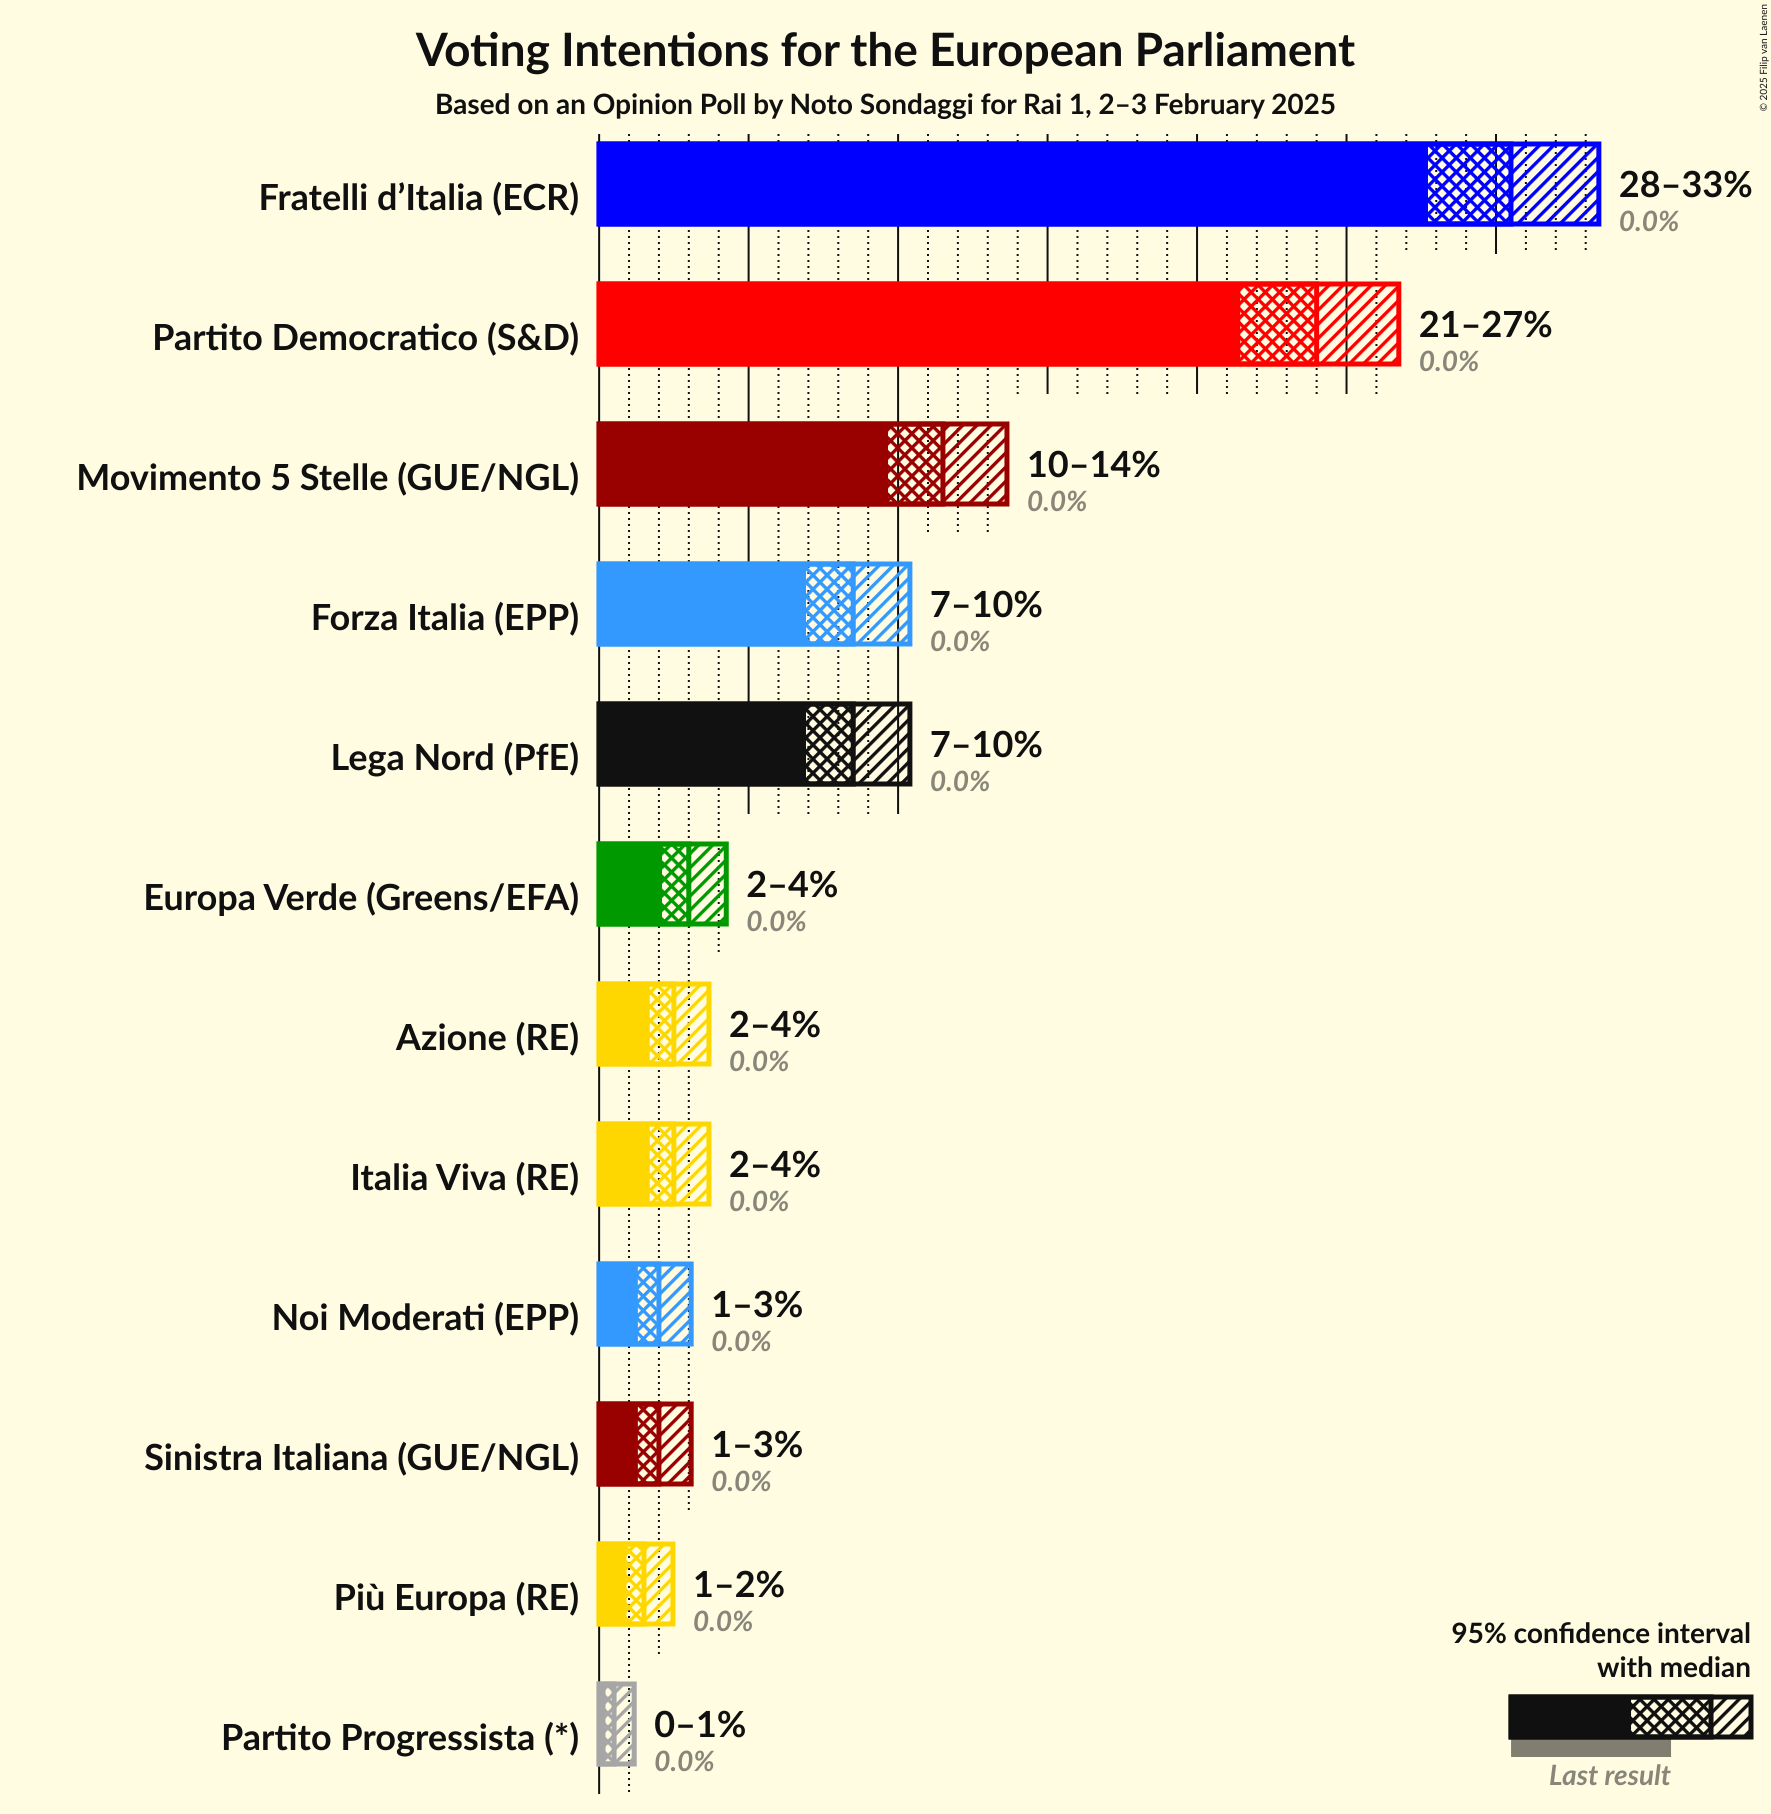 Voting Intentions for the European Parliament
Based on an Opinion Poll by Noto Sondaggi for Rai 1, 2–3 February 2025
© 2025 Filip van Laenen
Fratelli d’Italia (ECR)
28–33%
0.0%
Partito Democratico (S&D)
21–27%
0.0%
Movimento 5 Stelle (GUE/NGL)
10–14%
0.0%
Forza Italia (EPP)
7–10%
0.0%
Lega Nord (PfE)
7–10%
0.0%
Europa Verde (Greens/EFA)
2–4%
0.0%
Azione (RE)
2–4%
0.0%
Italia Viva (RE)
2–4%
0.0%
Noi Moderati (EPP)
1–3%
0.0%
Sinistra Italiana (GUE/NGL)
1–3%
0.0%
Più Europa (RE)
1–2%
0.0%
Partito Progressista (*)
0–1%
0.0%
95% confidence interval
with median
Last result